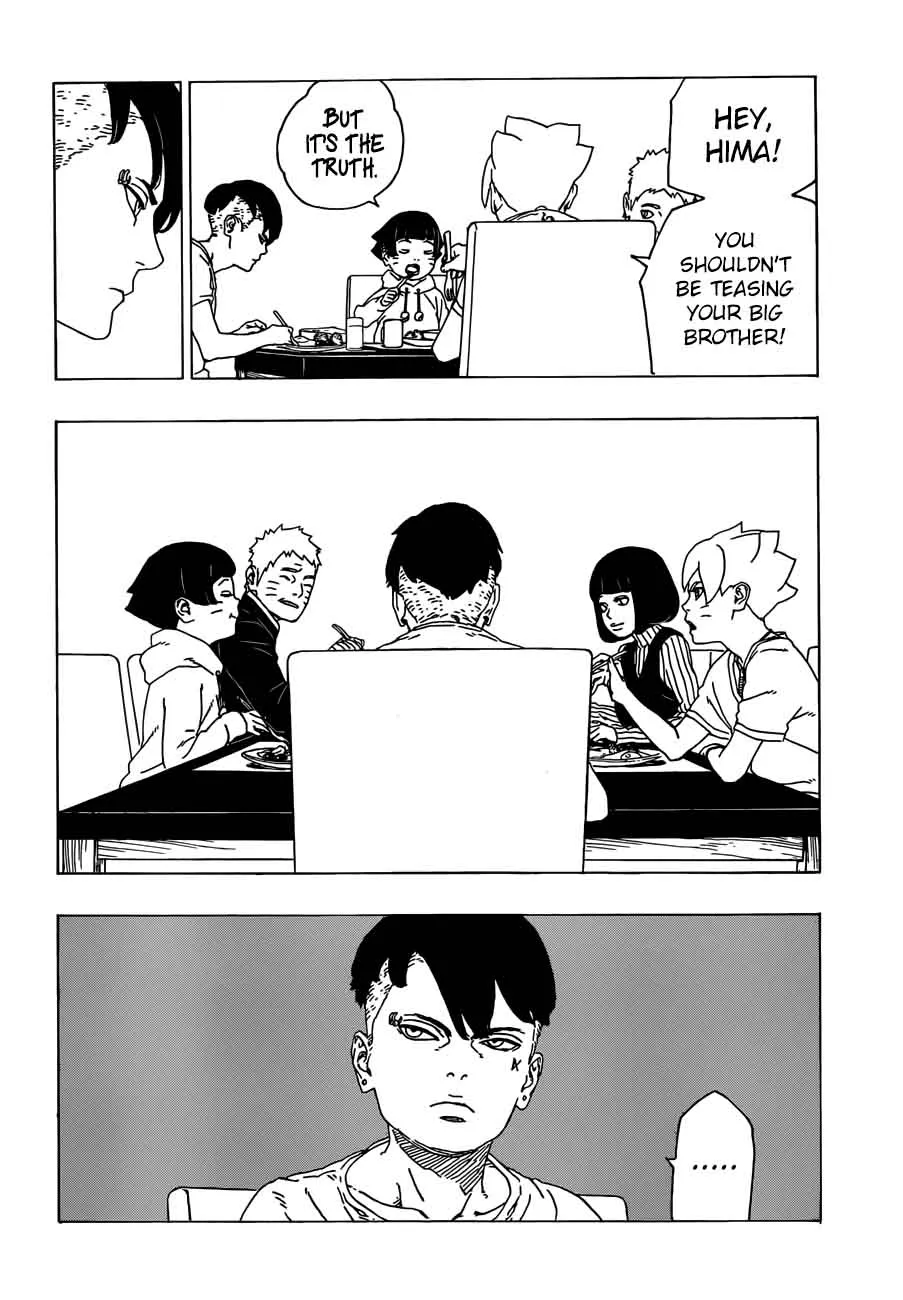 HEY,
HIMA!
YOU
SHOULDN'T
BE TEASING
YOUR BIG
BROTHER!
BUT
IT'S THE
TRUTH.
.....